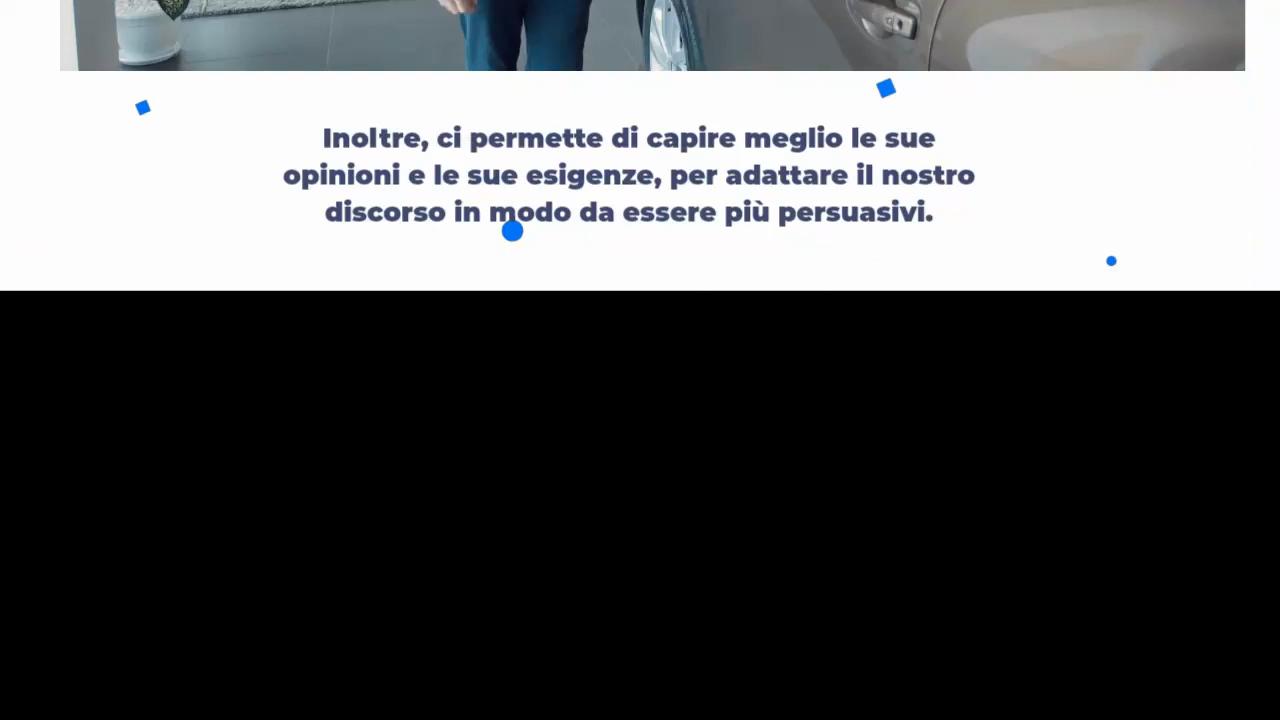 Inoltre, ci permette di capire meglio le sue
opinioni e le sue esigenze, per adattare il nostro
discorso in modo da essere più persuasivi.